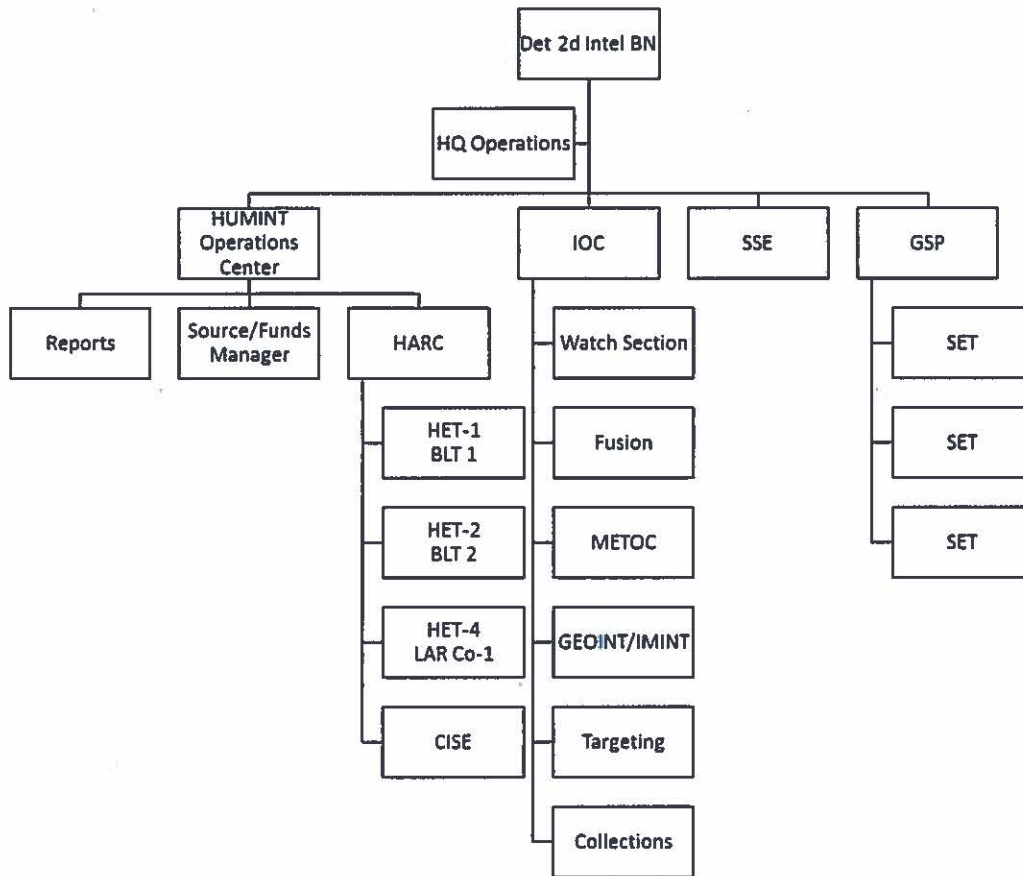 Det 2d Intel BN
HQ Operations
HUMINT
Operations
Center
IOC
SSE
GSP
Reports
Source/Funds
Manager
HARC
Watch Section
SET
HET-1
BLT 1
Fusion
SET
HET-2
BLT 2
METOC
SET
HET-4
LAR Co-1
GEOINT/IMINT
CISE
Targeting
Collections